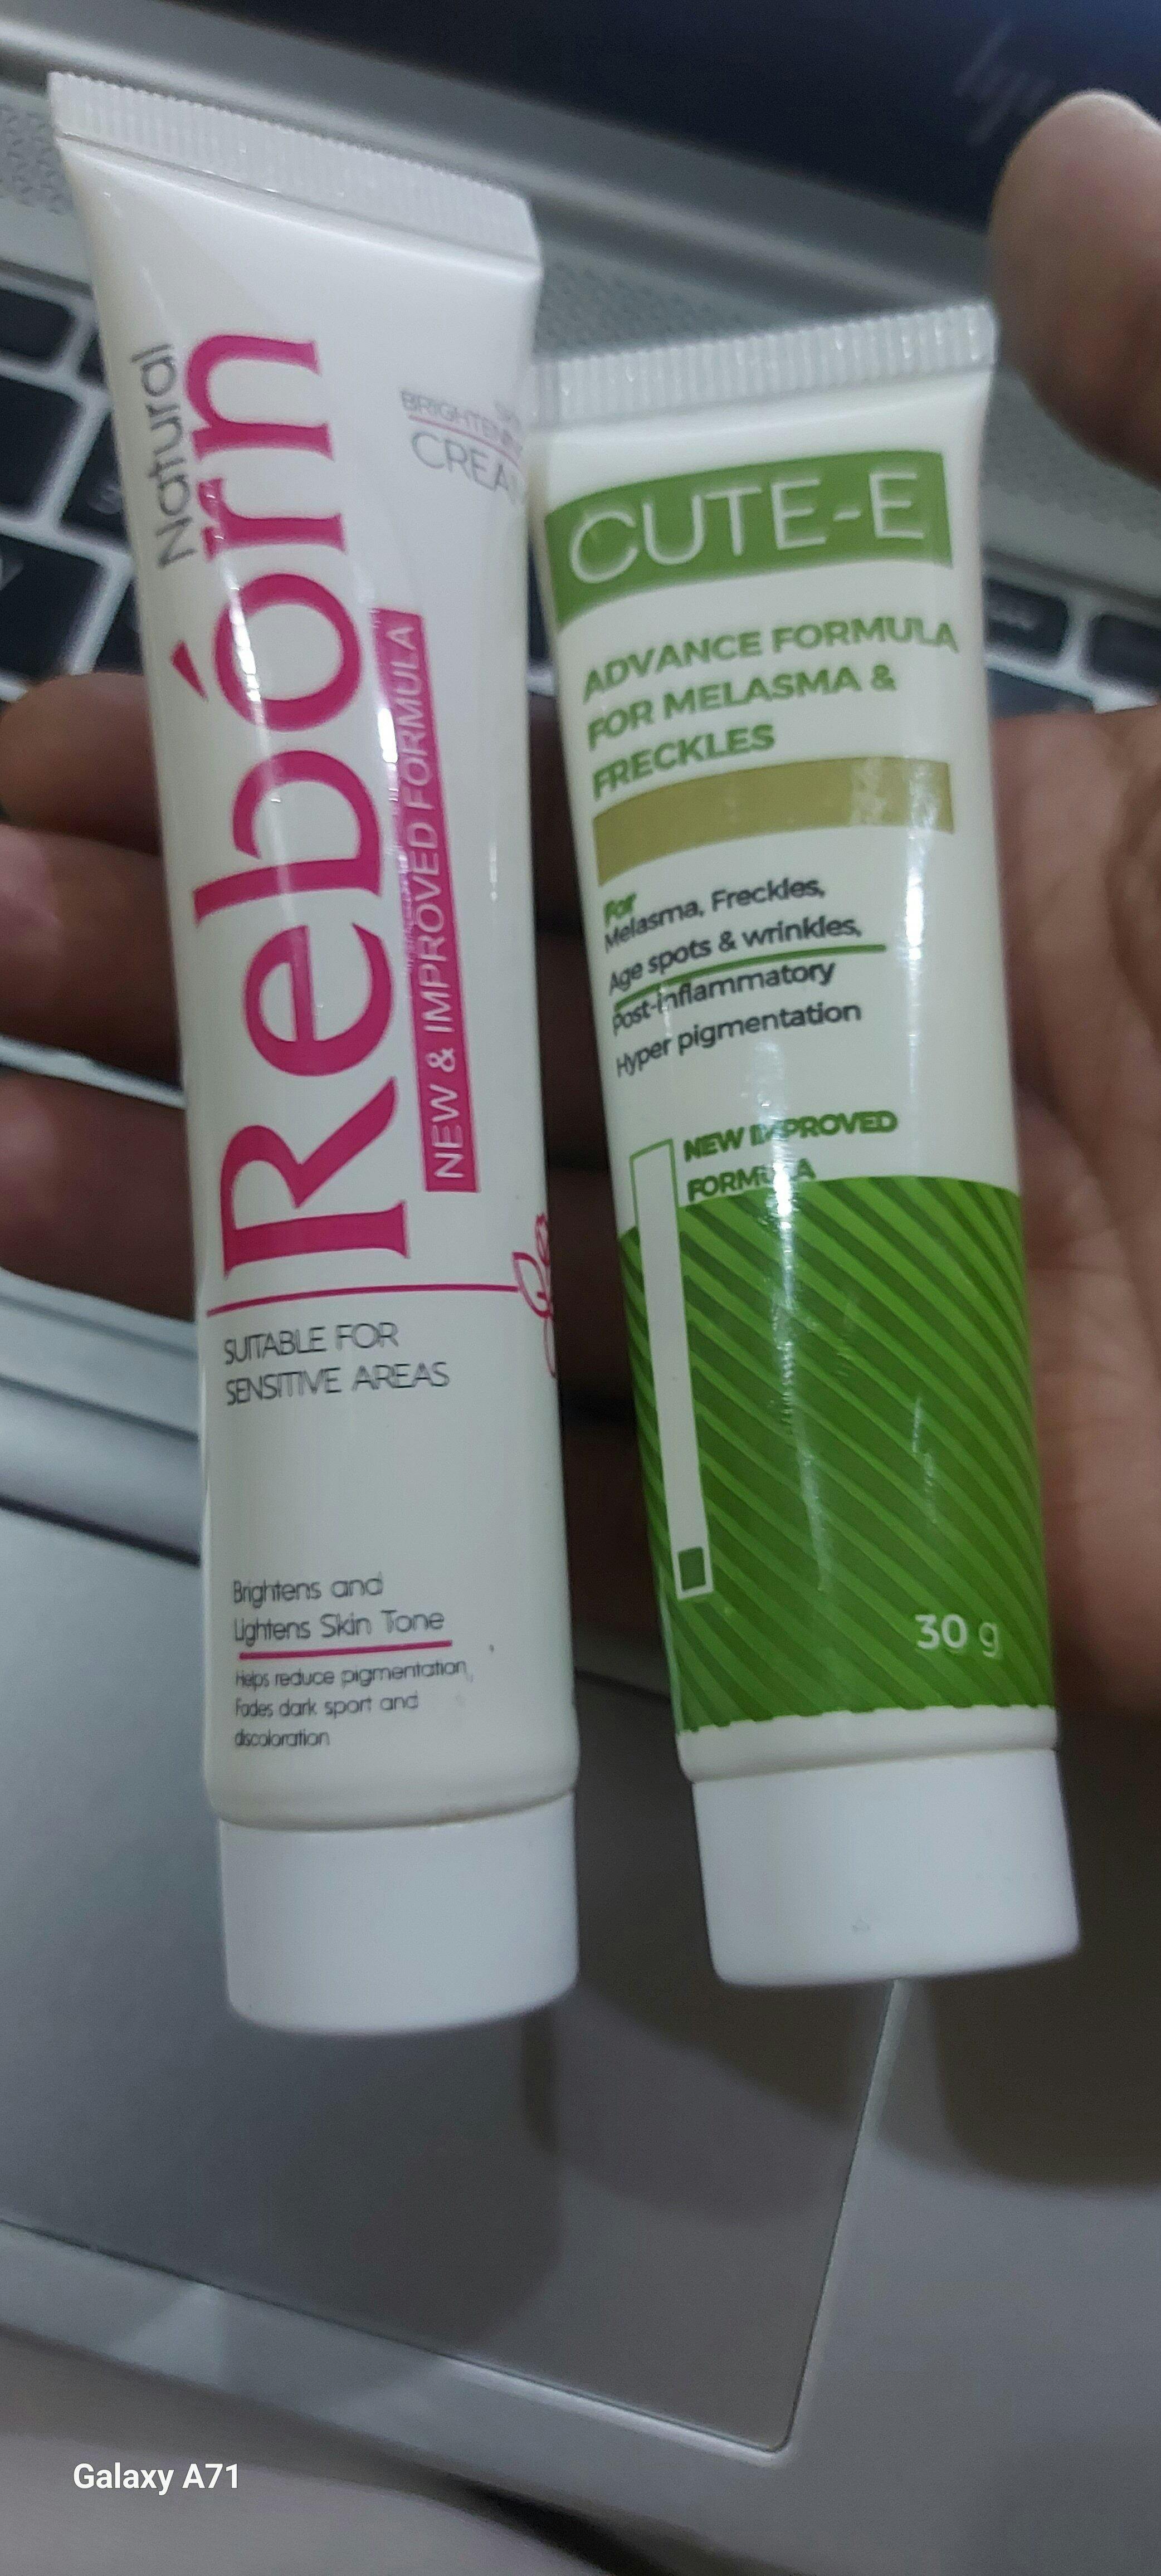 Natural
Rebórn
BRIGHTENING
CREAM
NEW & IMPROVED FORMULA
SUITABLE FOR
SENSITIVE AREAS
Brightens and
Lightens Skin Tone
Helps reduce pigmentation,
Fades dark sport and
discoloration
CUTE-E
ADVANCE FORMULA
FOR MELASMA &
FRECKLES
For
Melasma, Freckles,
Age spots & wrinkles,
Post-inflammatory
Hyper pigmentation
NEW IMPROVED
FORMULA
30 g
hp
Galaxy A71